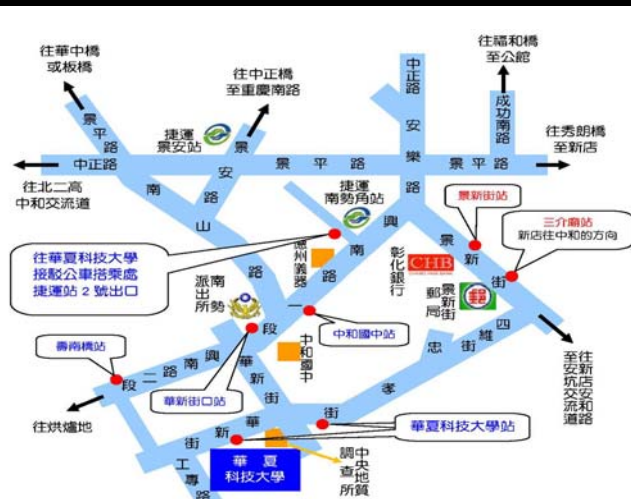 往華中橋
或板橋
往中正橋
至重慶南路
往福和橋
至公館
往秀朗橋
至新店
往北二高
中和交流道
景平路
中正路
景平路
景平路
中正路
安樂路
成功南路
捷運
景安站
景安路
南山路
捷運
南勢角站
景新街站
三介廟站
新店往中和的方向
往華夏科技大學
接駁公車搭乘處
捷運站 2 號出口
德州儀器
興南路一段
景新街
彰化銀行
CHB
景新街
郵局
郵
南勢
派出所
中和國中站
中和國中
四維街
忠孝街
往新店安和路
至安坑交流道
壽南橋站
興南路二段
華新街口站
華新街
往烘爐地
華新街
華夏科技大學站
華夏
科技大學
中央地質
調查所
工專路